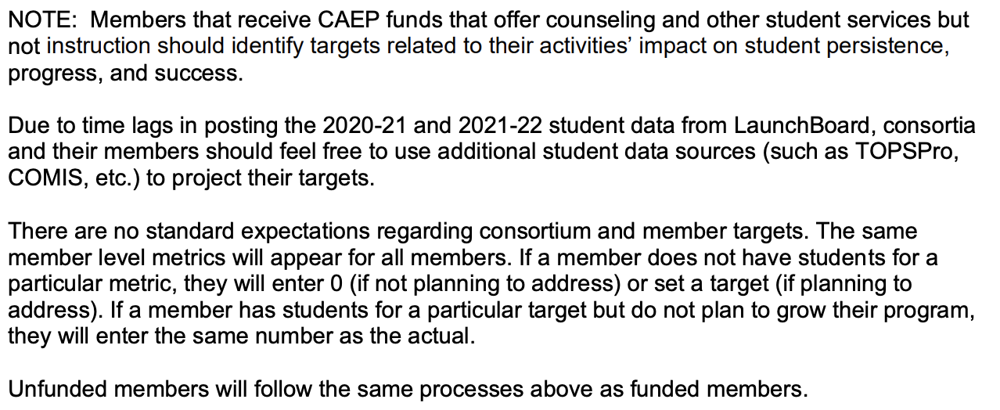 NOTE:  Members that receive CAEP funds that offer counseling and other student services but
not instruction should identify targets related to their activities’ impact on student persistence,
progress, and success.
Due to time lags in posting the 2020-21 and 2021-22 student data from LaunchBoard, consortia
and their members should feel free to use additional student data sources (such as TOPSPro,
COMIS, etc.) to project their targets.
There are no standard expectations regarding consortium and member targets. The same
member level metrics will appear for all members. If a member does not have students for a
particular metric, they will enter 0 (if not planning to address) or set a target (if planning to
address). If a member has students for a particular target but do not plan to grow their program,
they will enter the same number as the actual.
Unfunded members will follow the same processes above as funded members.